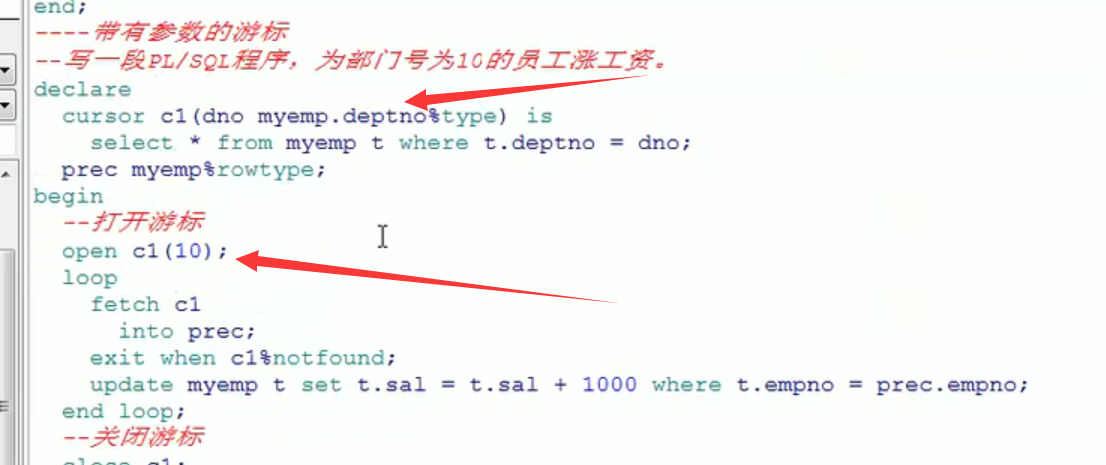 end;
----带有参数的游标
--写一段PL/SQL程序，为部门号为10的员工涨工资。
declare
cursor c1(dno myemp.deptno%type) is
select * from myemp t where t.deptno = dno;
prec myemp%rowtype;
begin
--打开游标
open c1(10);
loop
fetch c1
into prec;
exit when c1%notfound;
update myemp t set t.sal = t.sal + 1000 where t.empno = prec.empno;
end loop;
--关闭游标
close c1;